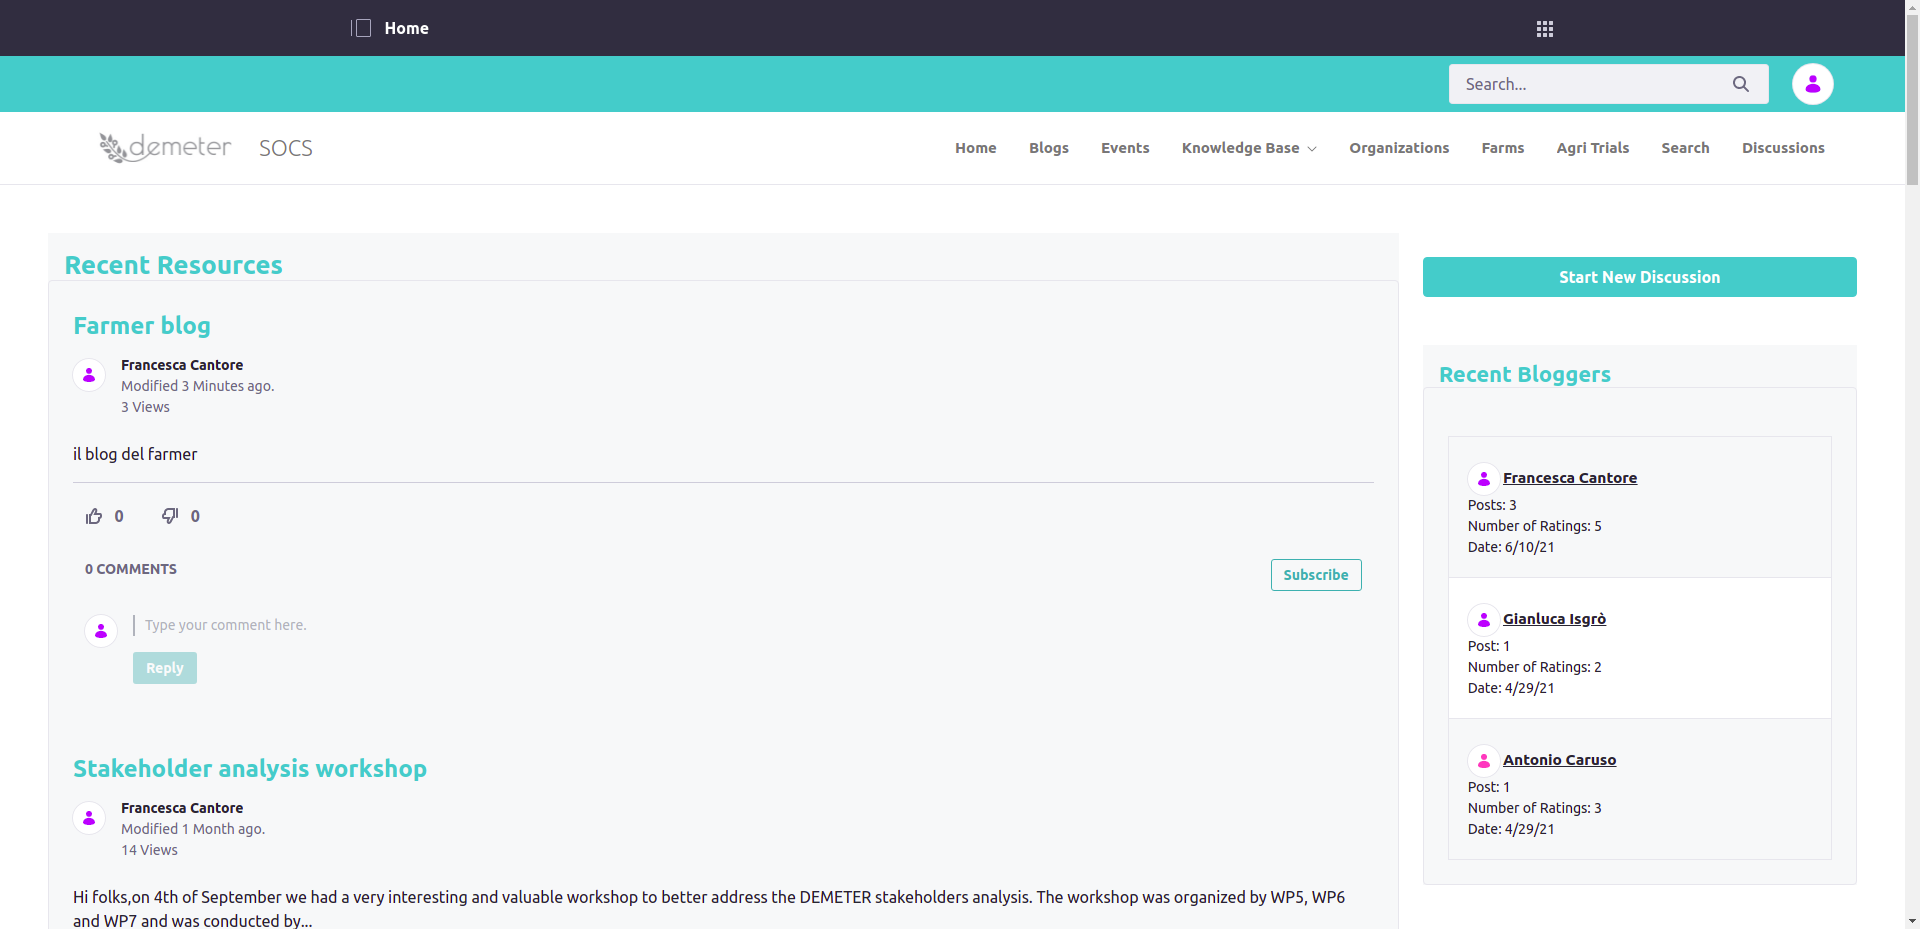 Home
Search...
demeter SOCS
Home Blogs Events Knowledge Base Organizations Farms Agri Trials Search Discussions
Recent Resources
Farmer blog
Francesca Cantore
Modified 3 Minutes ago.
3 Views
il blog del farmer
0 0
0 COMMENTS
Subscribe
Type your comment here.
Reply
Stakeholder analysis workshop
Francesca Cantore
Modified 1 Month ago.
14 Views
Hi folks,on 4th of September we had a very interesting and valuable workshop to better address the DEMETER stakeholders analysis. The workshop was organized by WP5, WP6
and WP7 and was conducted by...
Start New Discussion
Recent Bloggers
Francesca Cantore
Posts: 3
Number of Ratings: 5
Date: 6/10/21
Gianluca Isgrò
Post: 1
Number of Ratings: 2
Date: 4/29/21
Antonio Caruso
Post: 1
Number of Ratings: 3
Date: 4/29/21